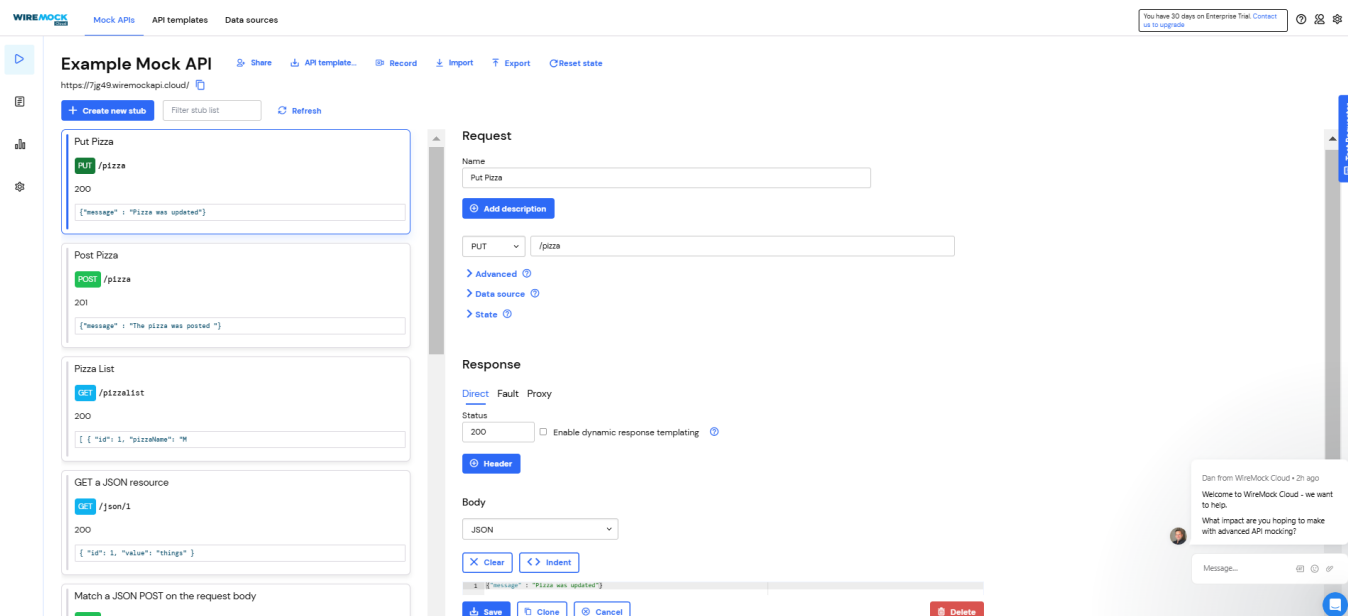 WIREMOCK
Cloud
Mock APIs
API templates
Data sources
You have 30 days on Enterprise Trial. Contact
us to upgrade
Example Mock API
Share
API template...
Record
Import
Export
Reset state
https://7jg49.wiremockapi.cloud/
Create new stub
Filter stub list
Refresh
Put Pizza
PUT /pizza
200
{"message" : "Pizza was updated"}
Post Pizza
POST /pizza
201
{"message" : "The pizza was posted "}
Pizza List
GET /pizzalist
200
[ { "id": 1, "pizzaName": "M
GET a JSON resource
GET /json/1
200
{ "id": 1, "value": "things" }
Match a JSON POST on the request body
Request
Name
Put Pizza
Add description
PUT
/pizza
Advanced
Data source
State
Response
Direct Fault Proxy
Status
200
Enable dynamic response templating
Header
Body
JSON
Clear
Indent
1 {"message" : "Pizza was updated"}
Save
Clone
Cancel
Delete
Dan from WireMock Cloud • 2h ago
Welcome to WireMock Cloud - we want
to help.
What impact are you hoping to make
with advanced API mocking?
Message...